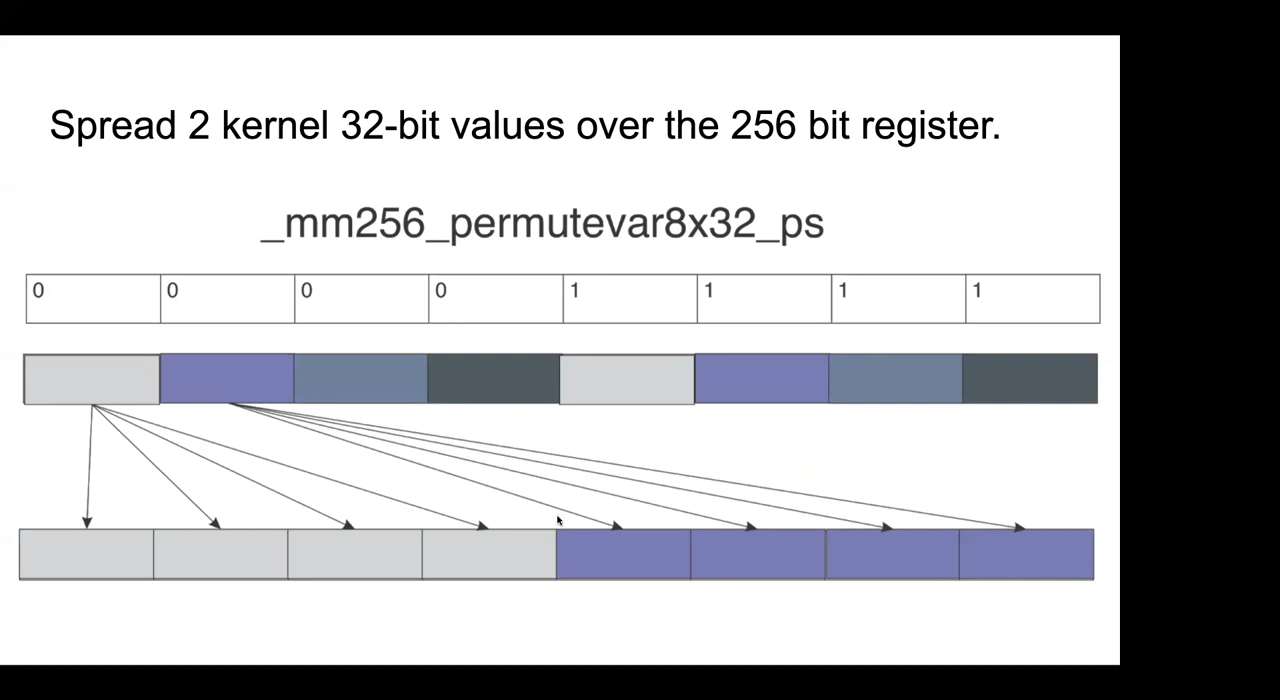 Spread 2 kernel 32-bit values over the 256 bit register.
_mm256_permutevar8x32_ps
0 0 0 0 1 1 1 1